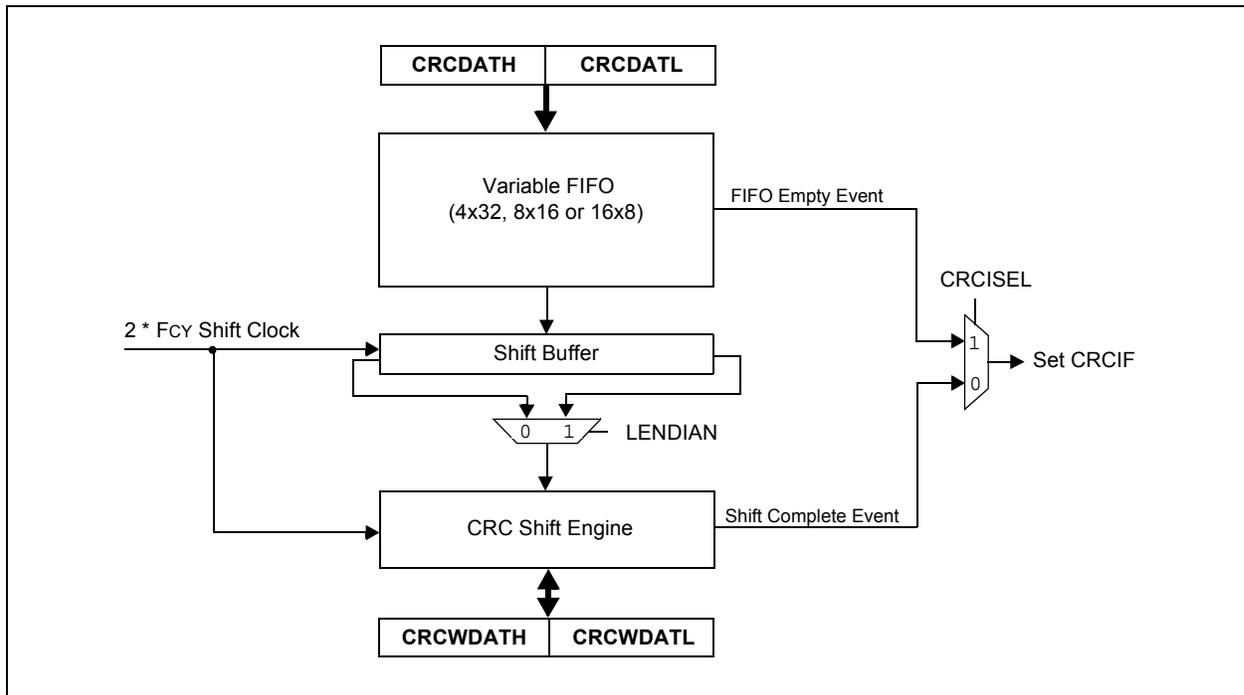 CRCDATH CRCDATL
Variable FIFO
(4x32, 8x16 or 16x8)
FIFO Empty Event
CRCISEL
2 * FCY Shift Clock
Shift Buffer
1
Set CRCIF
0
0 1
LENDIAN
CRC Shift Engine
Shift Complete Event
CRCWDATH CRCWDATL